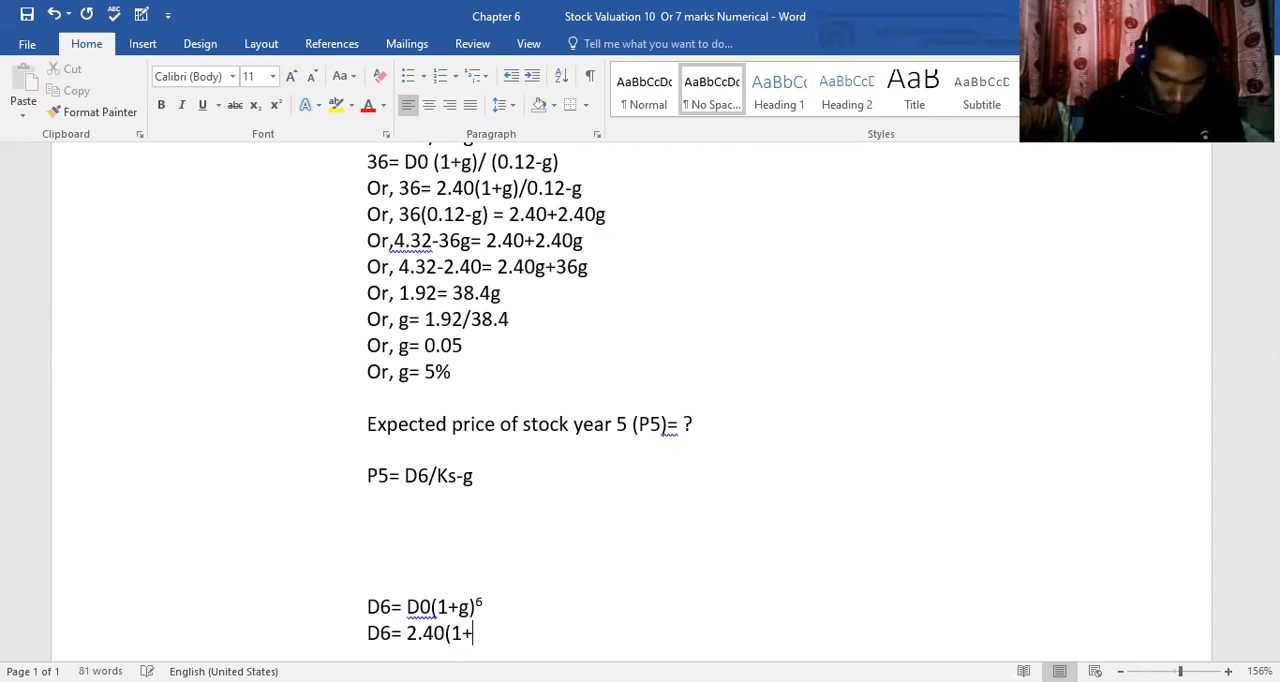 Chapter 6 Stock Valuation 10 Or 7 marks Numerical - Word
File Home Insert Design Layout References Mailings Review View Tell me what you want to do...
Paste
Cut
Copy
Format Painter
Clipboard
Calibri (Body) 11
Font
Paragraph
AaBbCcDc AaBbCcDc AaBbCc AaBbCcD AaB AaBbCcD
¶ Normal ¶ No Spac... Heading 1 Heading 2 Title Subtitle
Styles
36= D0 (1+g)/ (0.12-g)
Or, 36= 2.40(1+g)/0.12-g
Or, 36(0.12-g) = 2.40+2.40g
Or,4.32-36g= 2.40+2.40g
Or, 4.32-2.40= 2.40g+36g
Or, 1.92= 38.4g
Or, g= 1.92/38.4
Or, g= 0.05
Or, g= 5%
Expected price of stock year 5 (P5)= ?
P5= D6/Ks-g
D6= D0(1+g)⁶
D6= 2.40(1+
Page 1 of 1 81 words English (United States) 156%